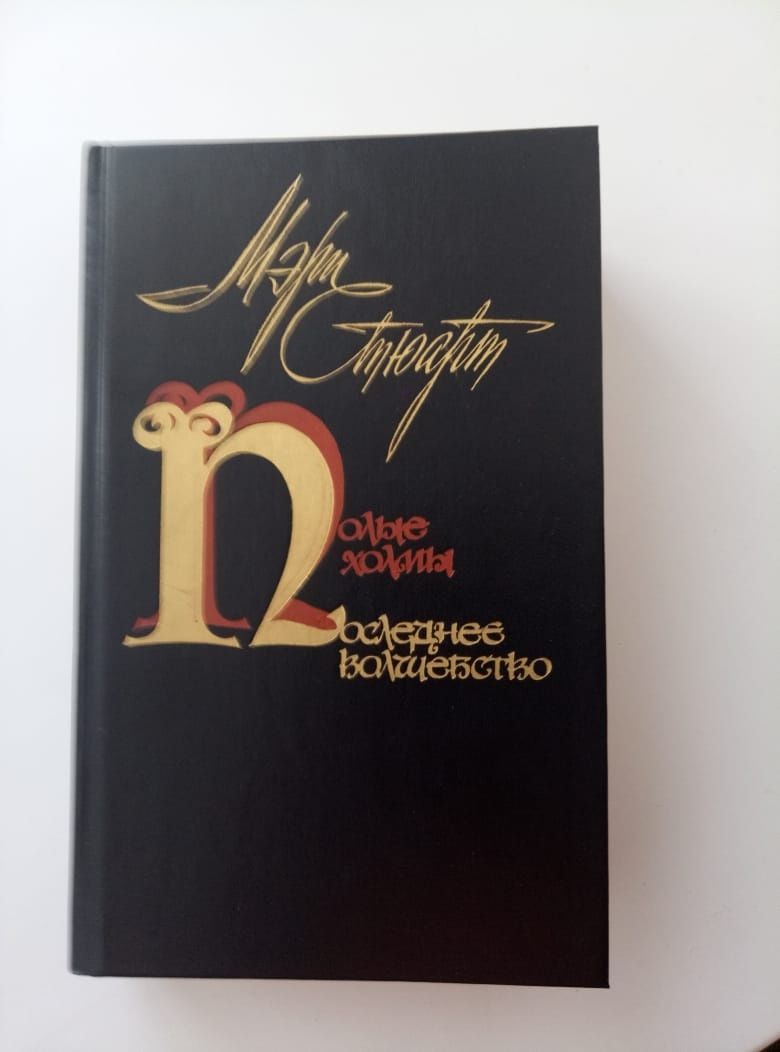 Мэри
Стюарт
Полые
холмы
Последнее
волшебство